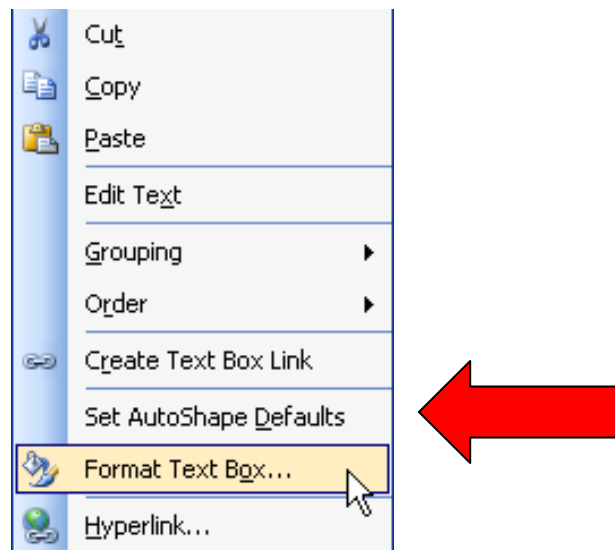 Cut
Copy
Paste
Edit Text
Grouping
Order
Create Text Box Link
Set AutoShape Defaults
Format Text Box...
Hyperlink...